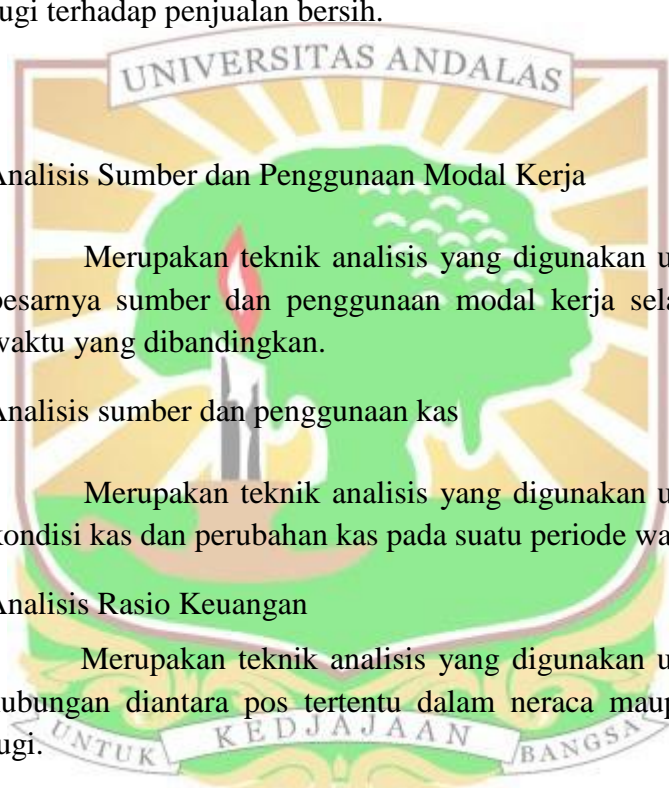 ugi terhadap penjualan bersih.
UNIVERSITAS ANDALAS
Analisis Sumber dan Penggunaan Modal Kerja
Merupakan teknik analisis yang digunakan u
besarnya sumber dan penggunaan modal kerja sela
waktu yang dibandingkan.
Analisis sumber dan penggunaan kas
Merupakan teknik analisis yang digunakan u
kondisi kas dan perubahan kas pada suatu periode wa
Analisis Rasio Keuangan
Merupakan teknik analisis yang digunakan u
ubungan diantara pos tertentu dalam neraca maup
ugi.
UNTUK KEDJAJAAN BANGSA